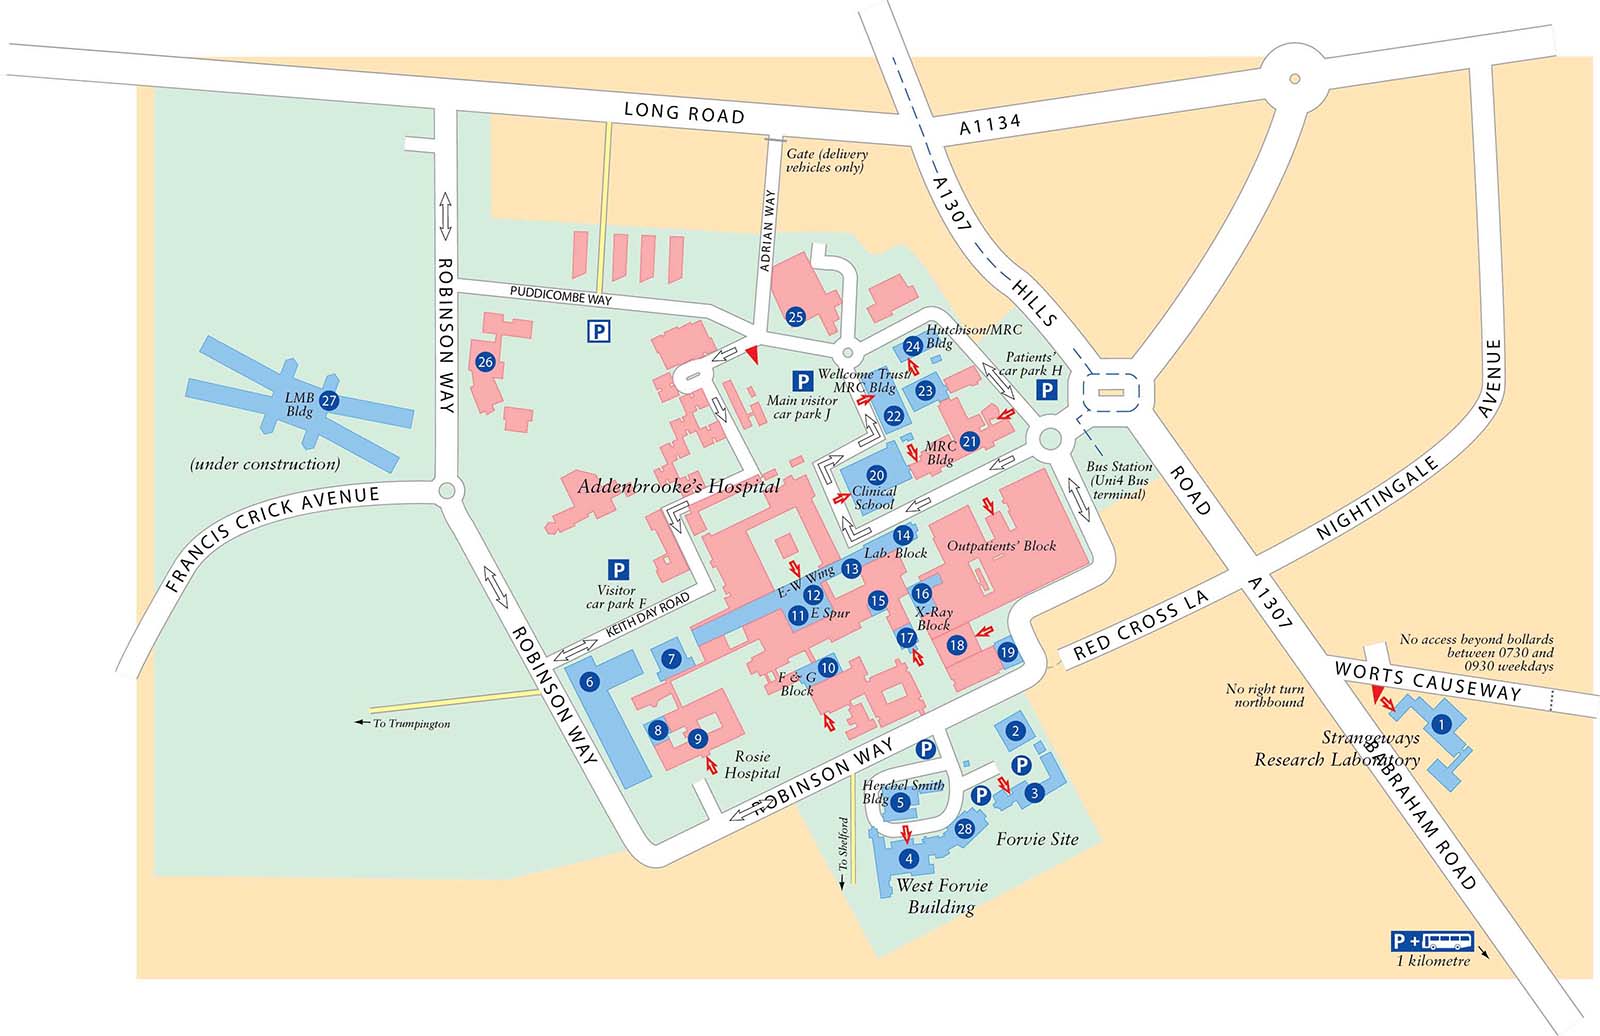 LONG ROAD
A1134
Gate (delivery
vehicles only)
A1307
ADRIAN WAY
ROBINSON WAY
PUDDICOMBE WAY
P
HILLS
AVENUE
25
24
Hutchison/MRC
Bldg
Patients'
car park H
P
26
P
Main visitor
car park J
Wellcome Trust/
MRC Bldg
23
22
LMB
Bldg
27
(under construction)
MRC
Bldg
21
20
Clinical
School
Bus Station
(Uni4 Bus
terminal)
ROAD
NIGHTINGALE
Addenbrooke's Hospital
FRANCIS CRICK AVENUE
14
Lab. Block
Outpatients' Block
13
P
Visitor
car park F
E-W Wing
12
11
E Spur
15
16
X-Ray
Block
17
18
19
KEITH DAY ROAD
A1307
RED CROSS LA
No access beyond bollards
between 0730 and
0930 weekdays
WORTS CAUSEWAY
No right turn
northbound
7
6
10
F & G
Block
ROBINSON WAY
To Trumpington
8
9
Rosie
Hospital
1
Strangeways
Research Laboratory
BABRAHAM ROAD
2
P
P
ROBINSON WAY
Herchel Smith
Bldg
5
P
3
28
Forvie Site
4
To Shelford
West Forvie
Building
P +
1 kilometre